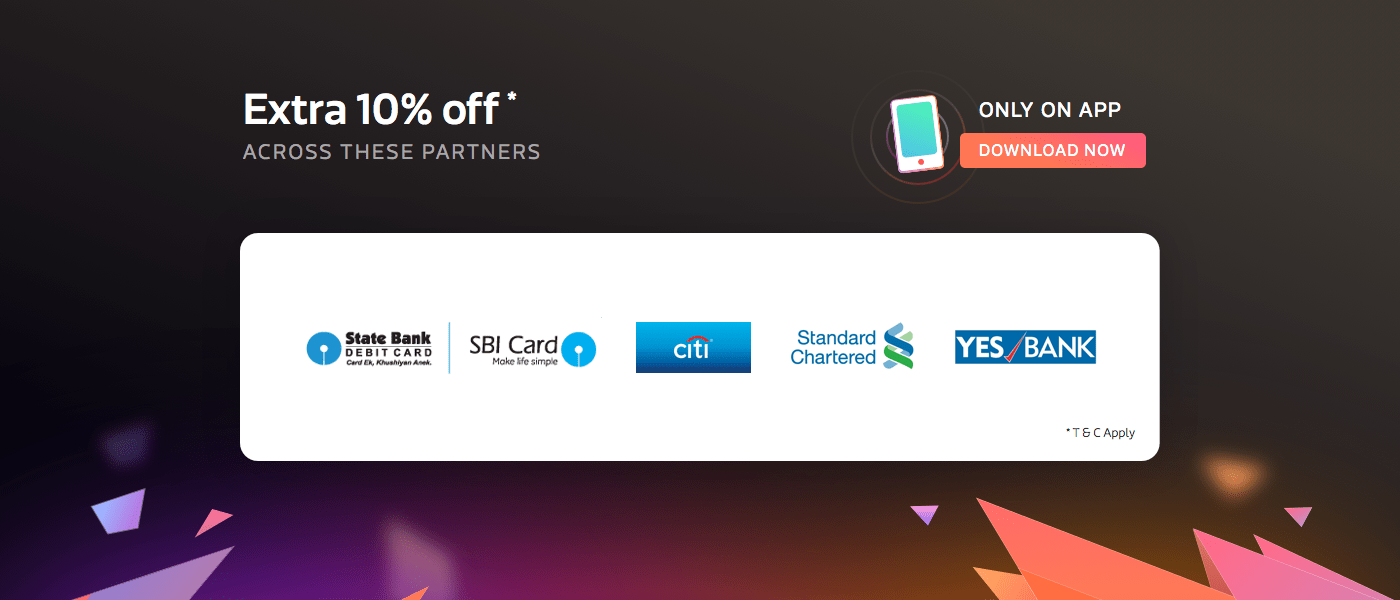 Extra 10% off *
ACROSS THESE PARTNERS
ONLY ON APP
DOWNLOAD NOW
State Bank
DEBIT CARD
Card Ek, Khushiyan Anek.
SBI Card
Make life simple
citi
Standard
Chartered
YES BANK
* T & C Apply